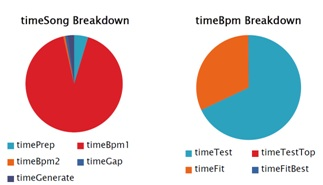 timeSong Breakdown
timePrep timeBpm1
timeBpm2 timeGap
timeGenerate
timeBpm Breakdown
timeTest timeTestTop
timeFit timeFitBest